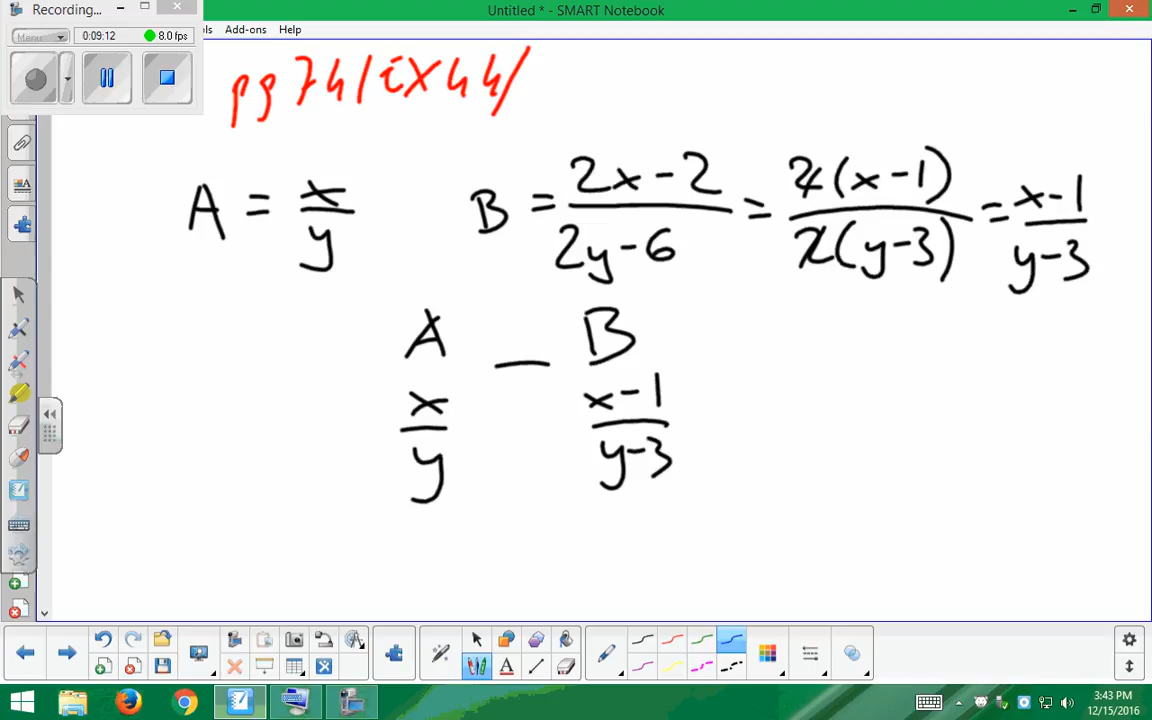 Recording...
Untitled * - SMART Notebook
Menu
0:09:12
8.0 fps
Add-ons
Help
pg 74 / EX 44 /
A = x/y
B = 2x-2/2y-6 = 2(x-1)/2(y-3) = x-1/y-3
A - B
x/y x-1/y-3
3:43 PM
12/15/2016